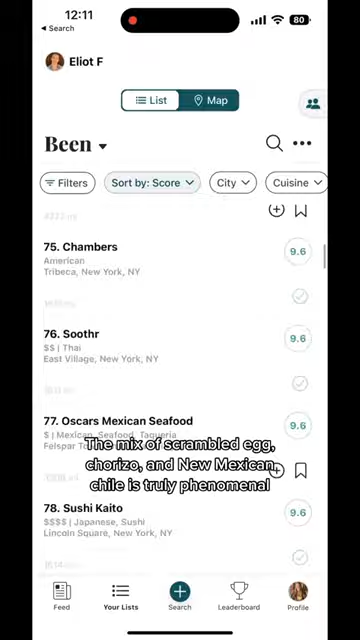 12:11
80
Search
Eliot F
List
Map
Been
Filters
Sort by: Score
City
Cuisine
75. Chambers
9.6
American
Tribeca, New York, NY
76. Soothr
9.6
$$ | Thai
East Village, New York, NY
77. Oscars Mexican Seafood
9.6
$ | Mexican, Seafood, Taqueria
The mix of scrambled egg,
chorizo, and New Mexican
chile is truly phenomenal
78. Sushi Kaito
9.6
$$$$ | Japanese, Sushi
Lincoln Square, New York, NY
Feed
Your Lists
Search
Leaderboard
Profile